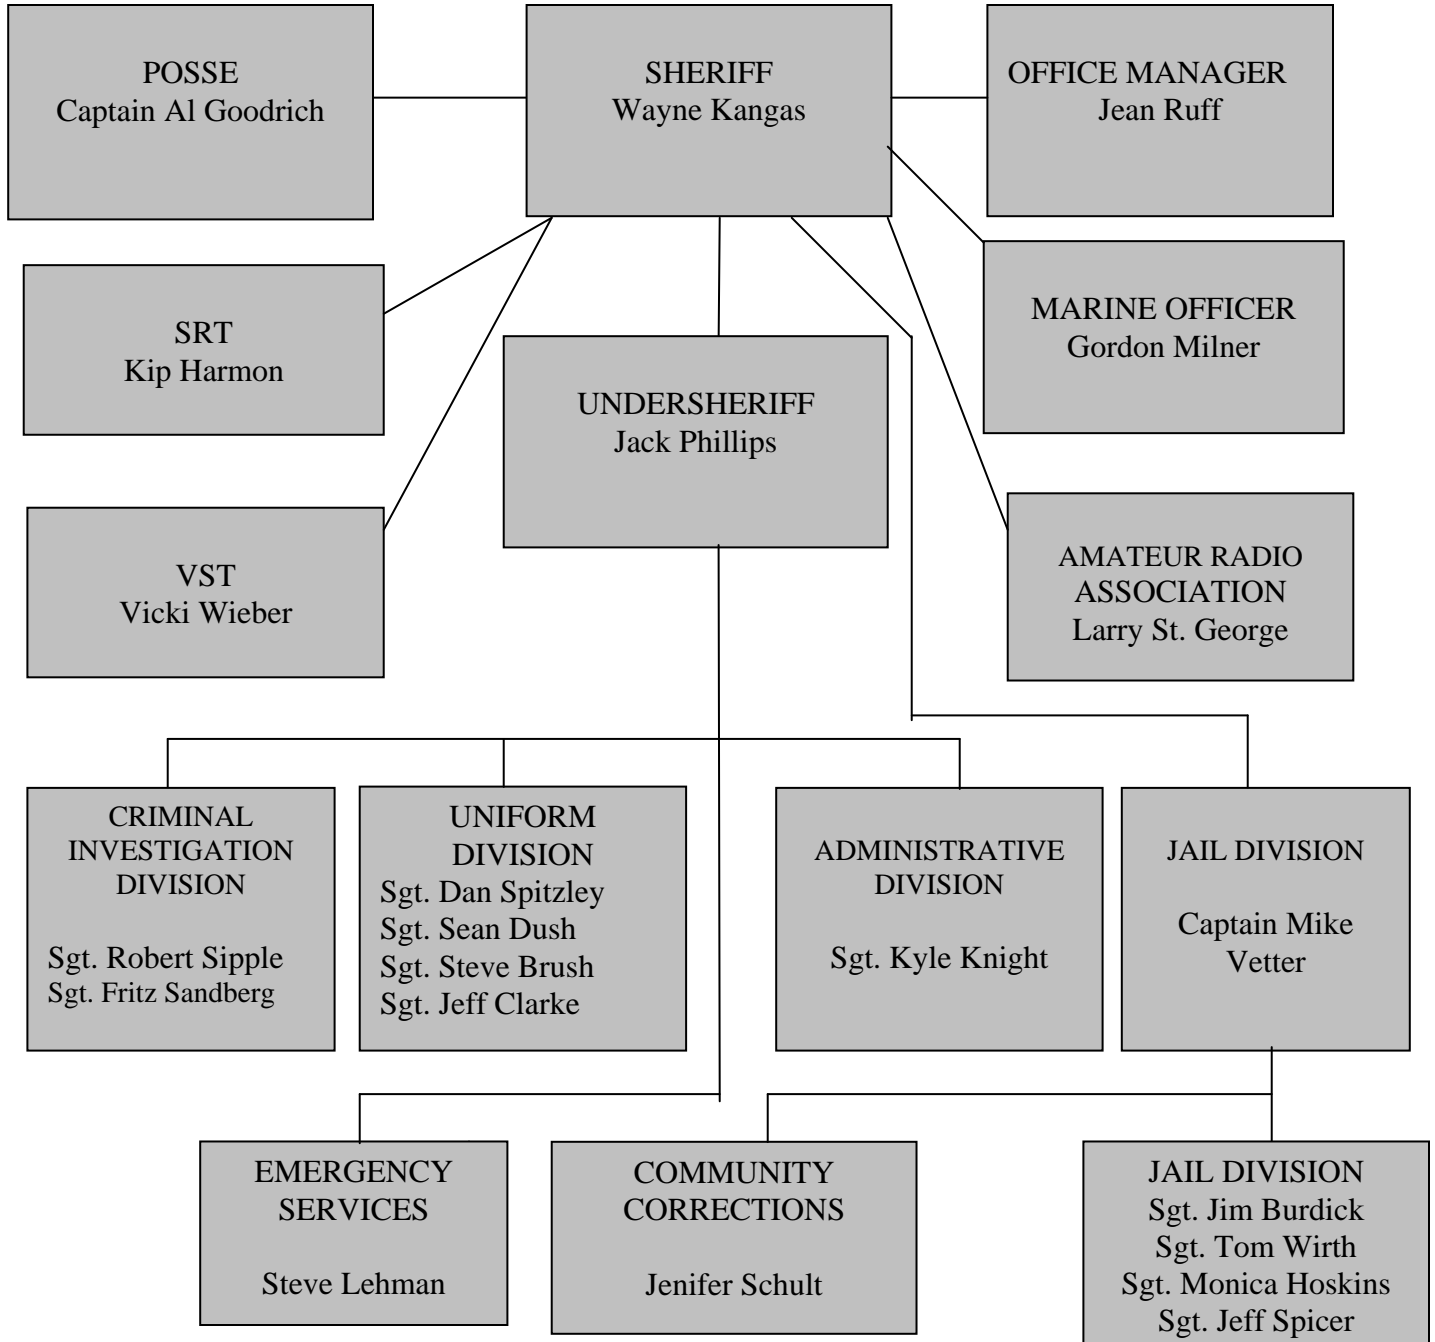 POSSE
Captain Al Goodrich
SHERIFF
Wayne Kangas
OFFICE MANAGER
Jean Ruff
SRT
Kip Harmon
MARINE OFFICER
Gordon Milner
UNDERSHERIFF
Jack Phillips
VST
Vicki Wieber
AMATEUR RADIO
ASSOCIATION
Larry St. George
CRIMINAL
INVESTIGATION
DIVISION
Sgt. Robert Sipple
Sgt. Fritz Sandberg
UNIFORM
DIVISION
Sgt. Dan Spitzley
Sgt. Sean Dush
Sgt. Steve Brush
Sgt. Jeff Clarke
ADMINISTRATIVE
DIVISION
Sgt. Kyle Knight
JAIL DIVISION
Captain Mike
Vetter
EMERGENCY
SERVICES
Steve Lehman
COMMUNITY
CORRECTIONS
Jenifer Schult
JAIL DIVISION
Sgt. Jim Burdick
Sgt. Tom Wirth
Sgt. Monica Hoskins
Sgt. Jeff Spicer